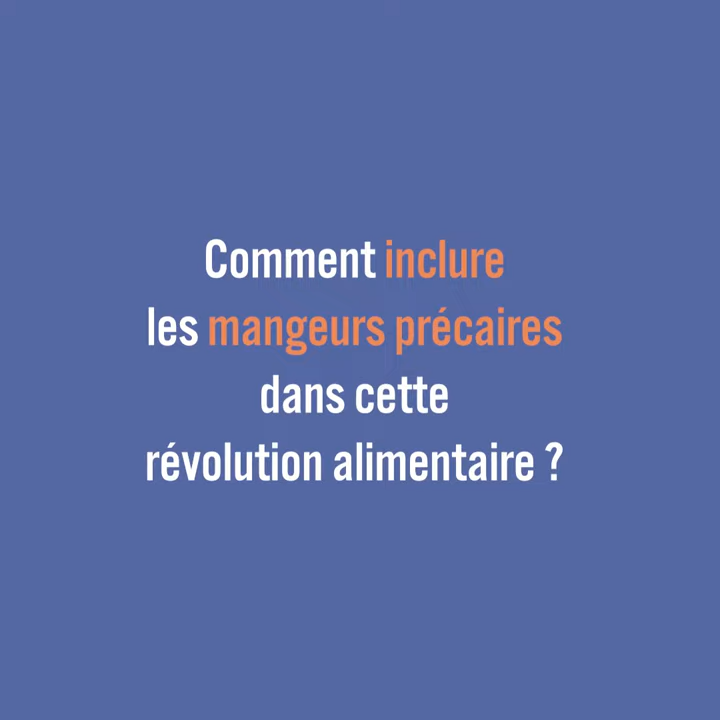 Comment inclure
les mangeurs précaires
dans cette
révolution alimentaire ?